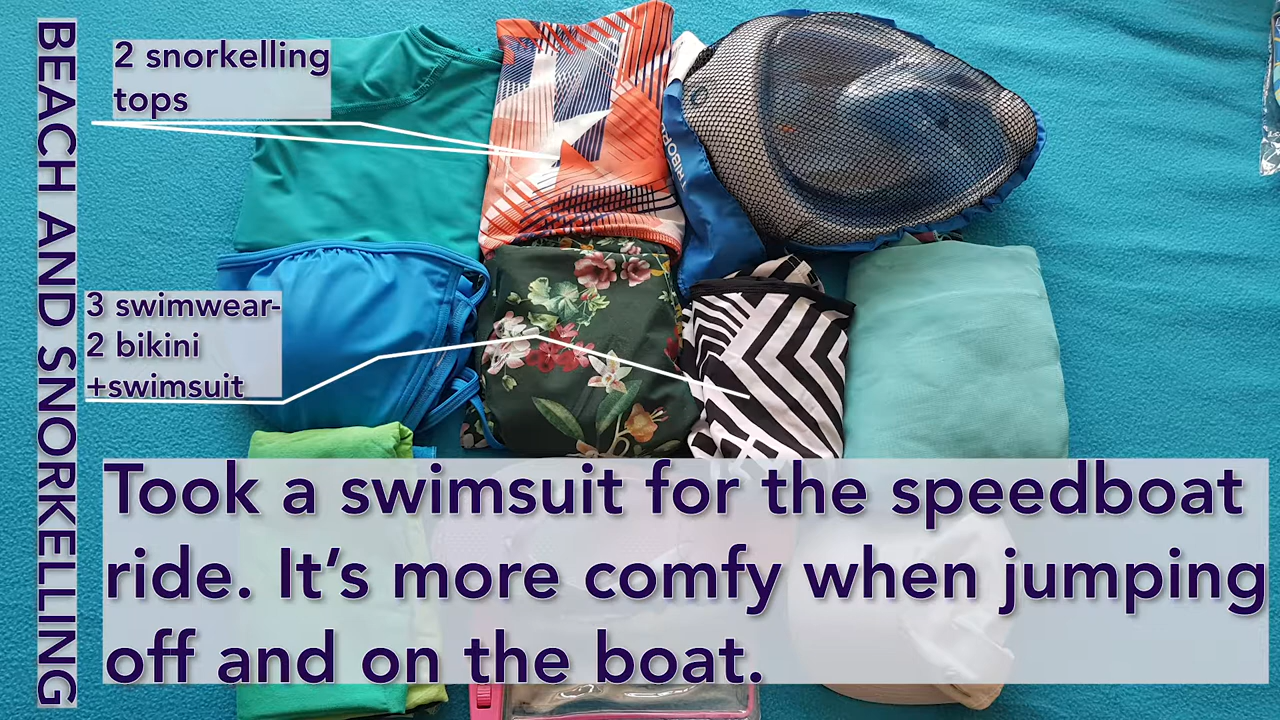 BEACH AND SNORKELLING
2 snorkelling
tops
TRIBORD
3 swimwear-
2 bikini
+swimsuit
Took a swimsuit for the speedboat
ride. It’s more comfy when jumping
off and on the boat.